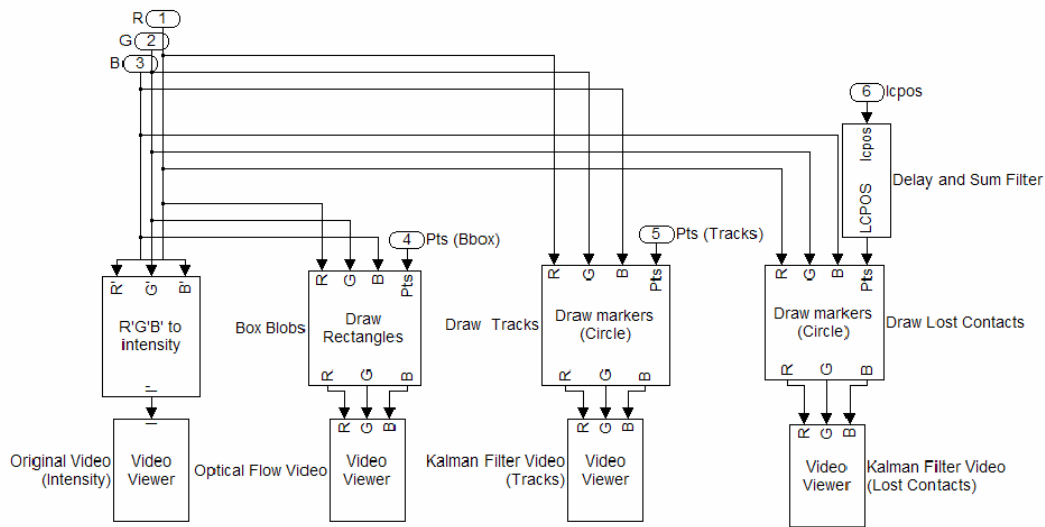 R 1
G 2
B 3
6 lcpos
lcpos
LCPOS
Delay and Sum Filter
4 Pts (Bbox)
5 Pts (Tracks)
R' G' B'
R'G'B' to
intensity
I'
R G B Pts
Box Blobs
Draw
Rectangles
R G B
R G B Pts
Draw Tracks
Draw markers
(Circle)
R G B
R G B Pts
Draw markers
(Circle)
Draw Lost Contacts
R G B
Original Video
(Intensity)
I
Video
Viewer
Optical Flow Video
R G B
Video
Viewer
Kalman Filter Video
(Tracks)
R G B
Video
Viewer
R G B
Video
Viewer
Kalman Filter Video
(Lost Contacts)